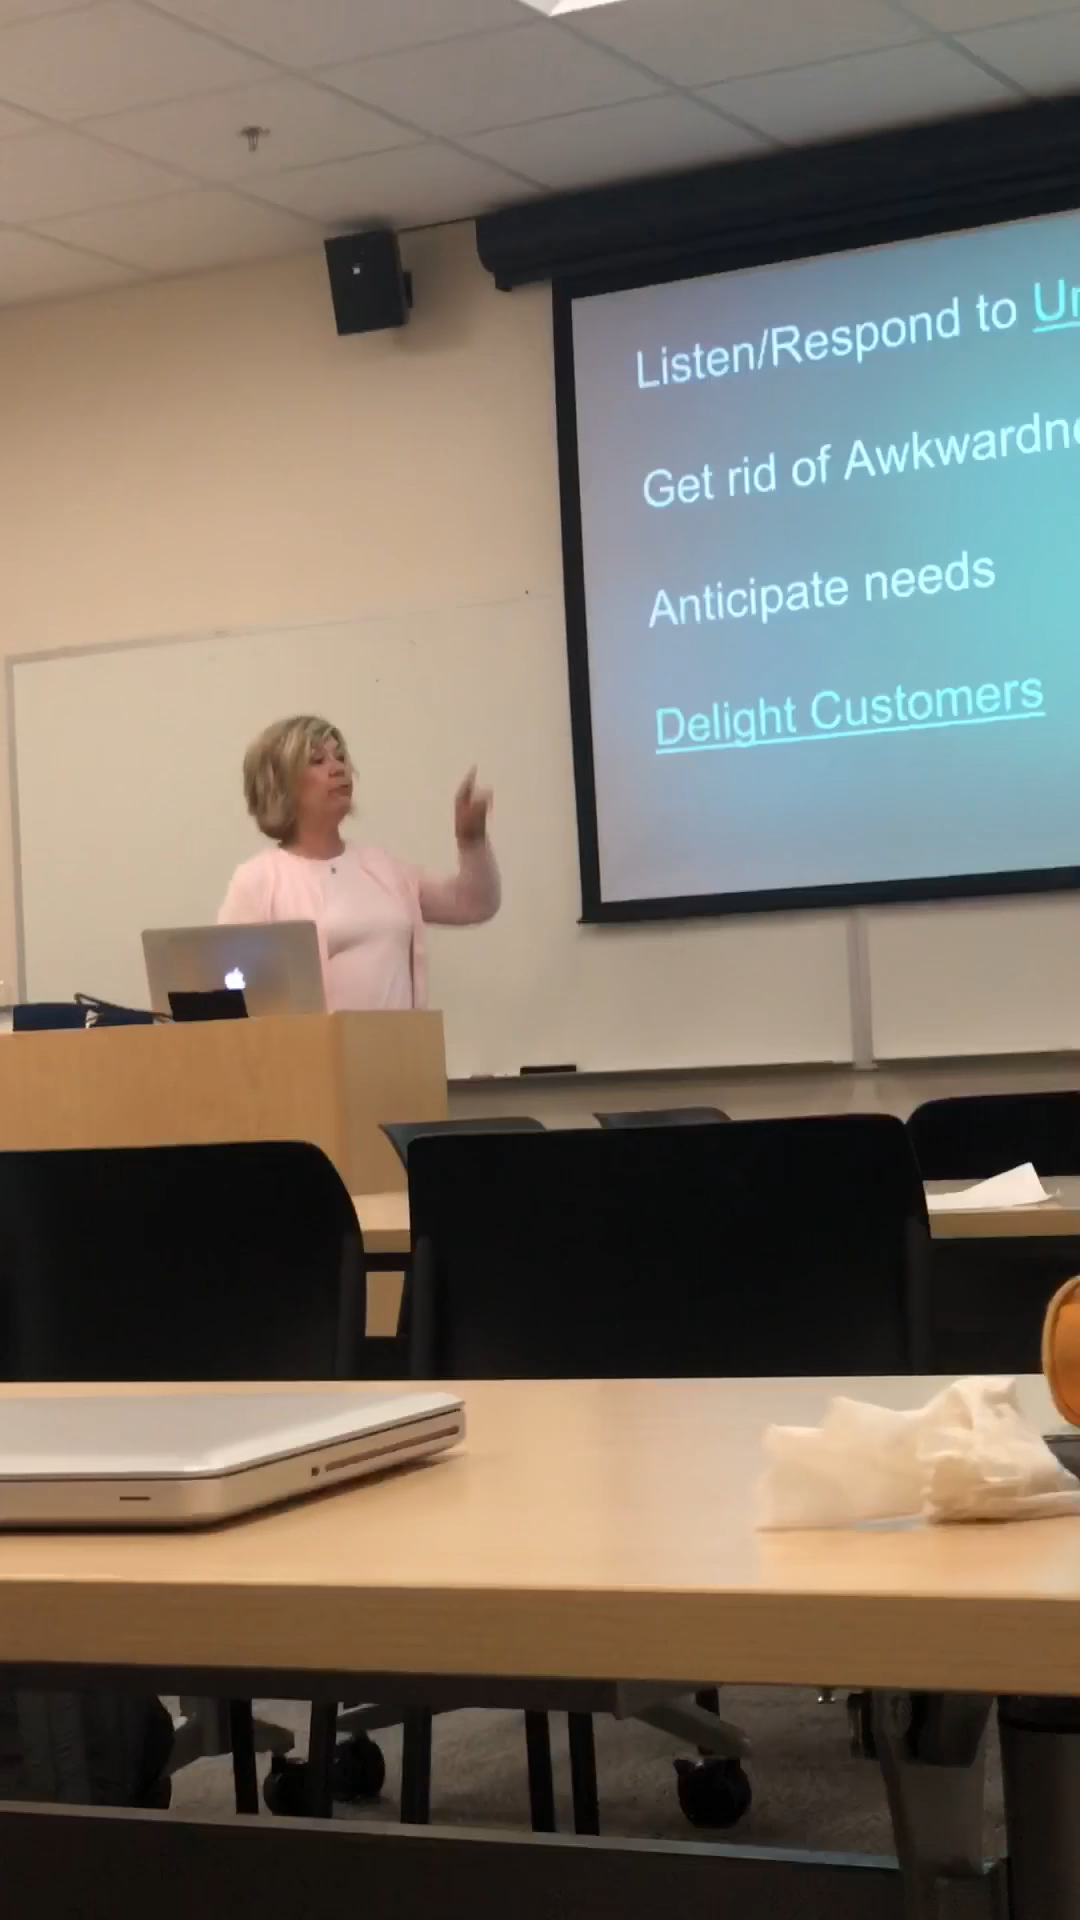 Listen/Respond to
Get rid of
Anticipate needs
Delight Customers